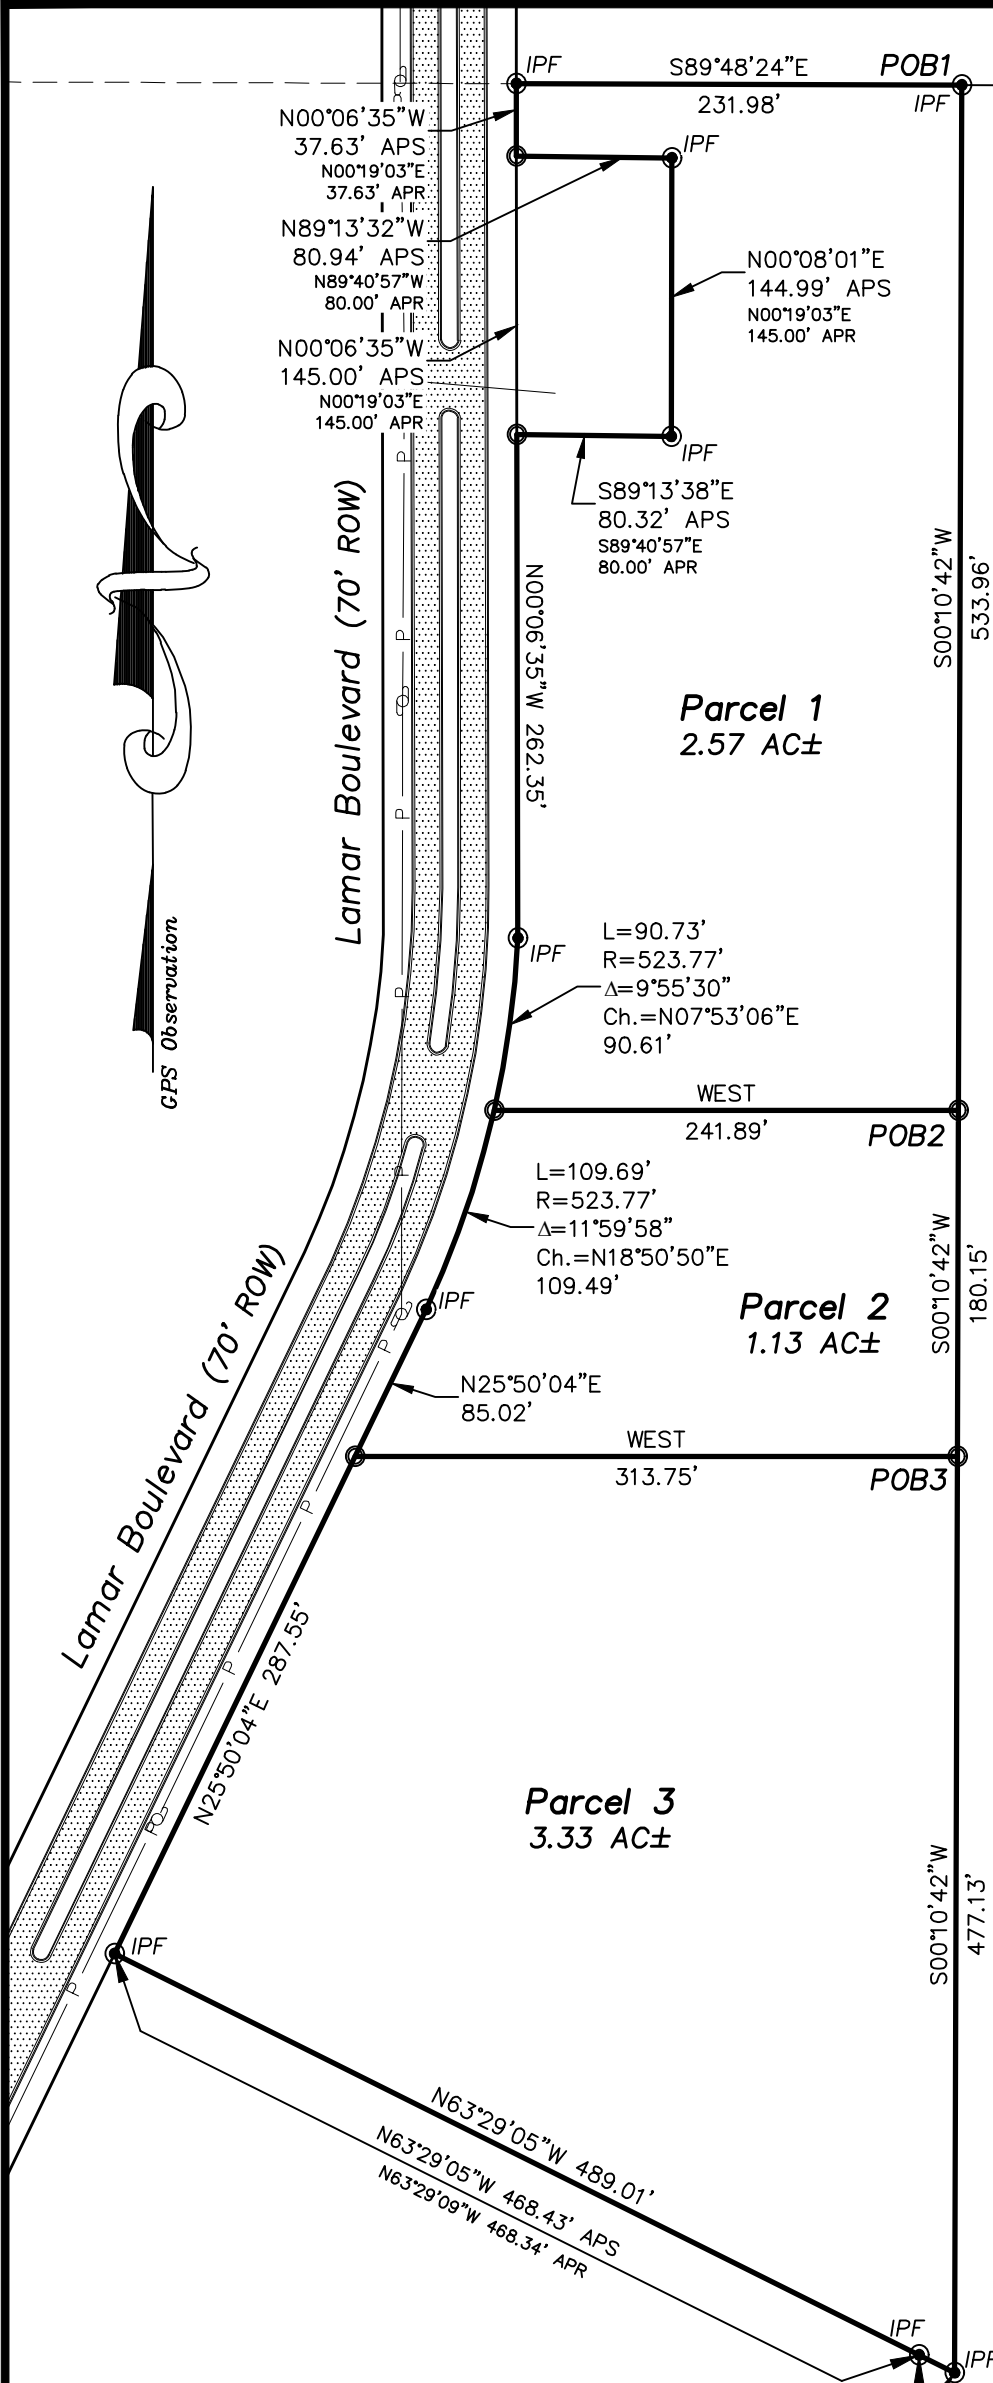 IPF
S89°48'24"E
POB1
231.98'
IPF
N00°06'35"W
37.63' APS
N00°19'03"E
37.63' APR
IPF
N89°13'32"W
80.94' APS
N89°40'57"W
80.00' APR
N00°08'01"E
144.99' APS
N00°19'03"E
145.00' APR
N00°06'35"W
145.00' APS
N00°19'03"E
145.00' APR
IPF
S89°13'38"E
80.32' APS
S89°40'57"E
80.00' APR
P
Lamar Boulevard (70' ROW)
N00°06'35"W 262.35'
S00°10'42"W
533.96'
P
Parcel 1
2.57 AC±
P
GPS Observation
IPF
L=90.73'
R=523.77'
Δ=9°55'30"
Ch.=N07°53'06"E
90.61'
P
WEST
241.89'
POB2
P
L=109.69'
R=523.77'
Δ=11°59'58"
Ch.=N18°50'50"E
109.49'
IPF
Parcel 2
1.13 AC±
S00°10'42"W
180.15'
P
N25°50'04"E
85.02'
WEST
313.75'
POB3
Lamar Boulevard (70' ROW)
P
P
N25°50'04"E 287.55'
Parcel 3
3.33 AC±
P
S00°10'42"W
477.13'
IPF
P
N63°29'05"W 489.01'
N63°29'05"W 468.43' APS
N63°29'09"W 468.34' APR
IPF
IPF